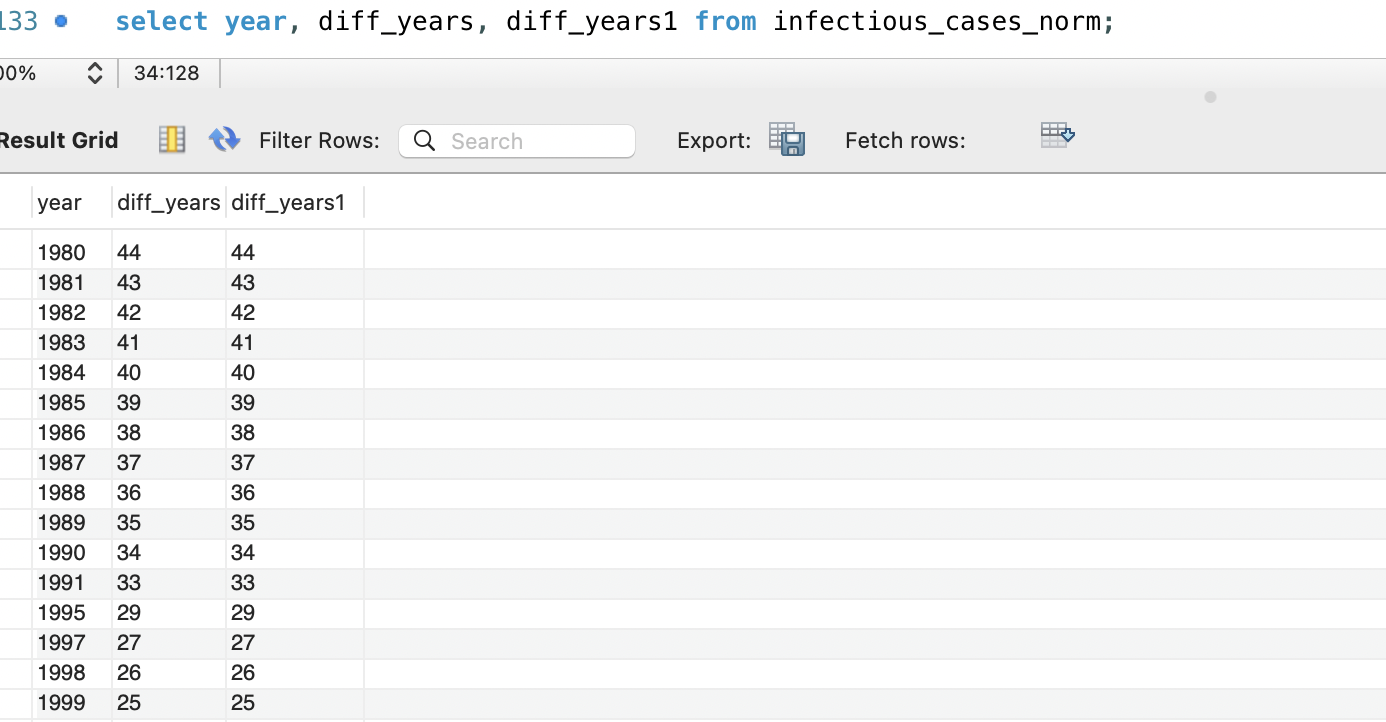 133 select year, diff_years, diff_years1 from infectious_cases_norm;
00% 34:128
Result Grid Filter Rows: Search Export: Fetch rows:
year diff_years diff_years1
1980 44 44
1981 43 43
1982 42 42
1983 41 41
1984 40 40
1985 39 39
1986 38 38
1987 37 37
1988 36 36
1989 35 35
1990 34 34
1991 33 33
1995 29 29
1997 27 27
1998 26 26
1999 25 25